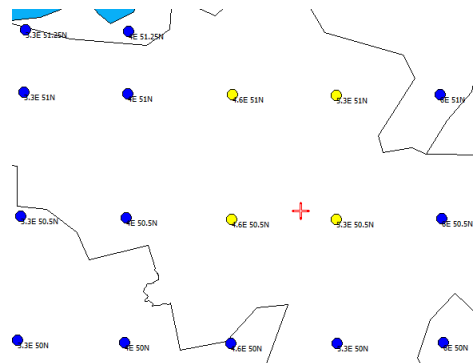 3.3E 51.25N
4E 51.25N
3.3E 51N
4E 51N
4.6E 51N
5.3E 51N
6E 51N
3.3E 50.5N
4E 50.5N
4.6E 50.5N
5.3E 50.5N
6E 50.5N
3.3E 50N
4E 50N
4.6E 50N
5.3E 50N
6E 50N